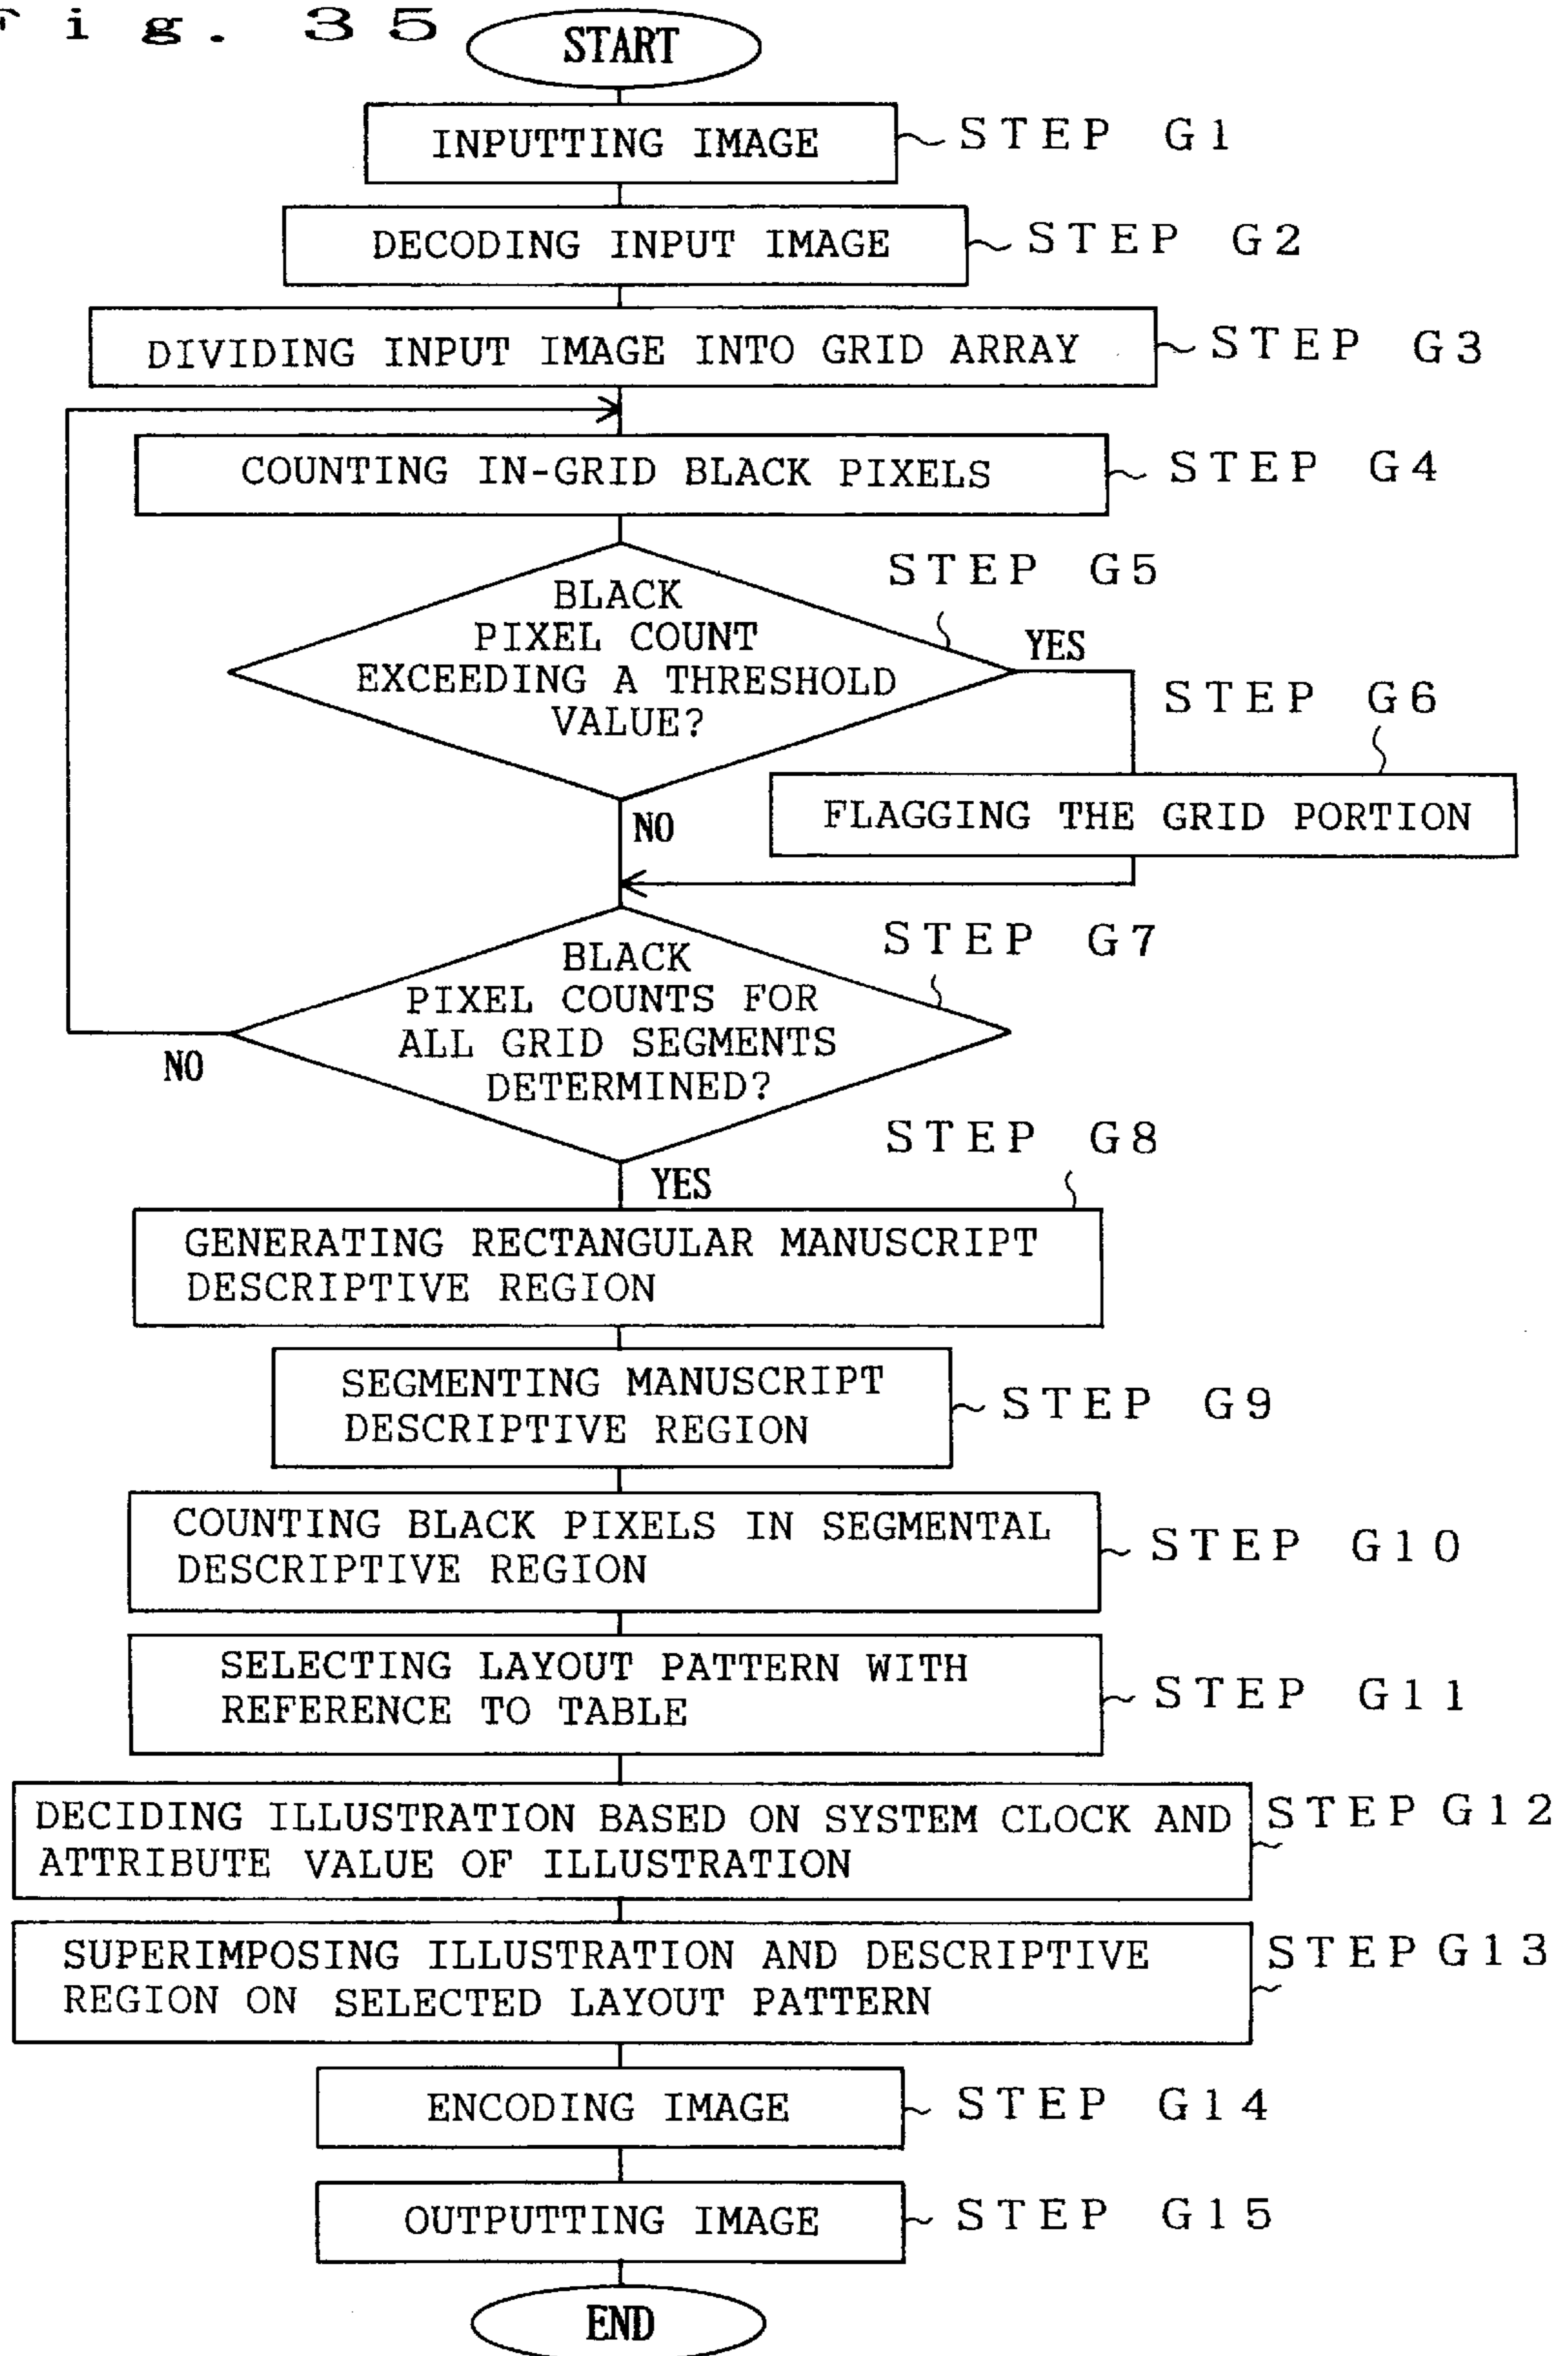 Fig. 35
START
INPUTTING IMAGE
STEP G1
DECODING INPUT IMAGE
STEP G2
DIVIDING INPUT IMAGE INTO GRID ARRAY
STEP G3
COUNTING IN-GRID BLACK PIXELS
STEP G4
STEP G5
BLACK
PIXEL COUNT
EXCEEDING A THRESHOLD
VALUE?
YES
STEP G6
FLAGGING THE GRID PORTION
NO
STEP G7
BLACK
PIXEL COUNTS FOR
ALL GRID SEGMENTS
DETERMINED?
NO
STEP G8
YES
GENERATING RECTANGULAR MANUSCRIPT
DESCRIPTIVE REGION
SEGMENTING MANUSCRIPT
DESCRIPTIVE REGION
STEP G9
COUNTING BLACK PIXELS IN SEGMENTAL
DESCRIPTIVE REGION
STEP G10
SELECTING LAYOUT PATTERN WITH
REFERENCE TO TABLE
STEP G11
DECIDING ILLUSTRATION BASED ON SYSTEM CLOCK AND
ATTRIBUTE VALUE OF ILLUSTRATION
STEP G12
SUPERIMPOSING ILLUSTRATION AND DESCRIPTIVE
REGION ON SELECTED LAYOUT PATTERN
STEP G13
ENCODING IMAGE
STEP G14
OUTPUTTING IMAGE
STEP G15
END